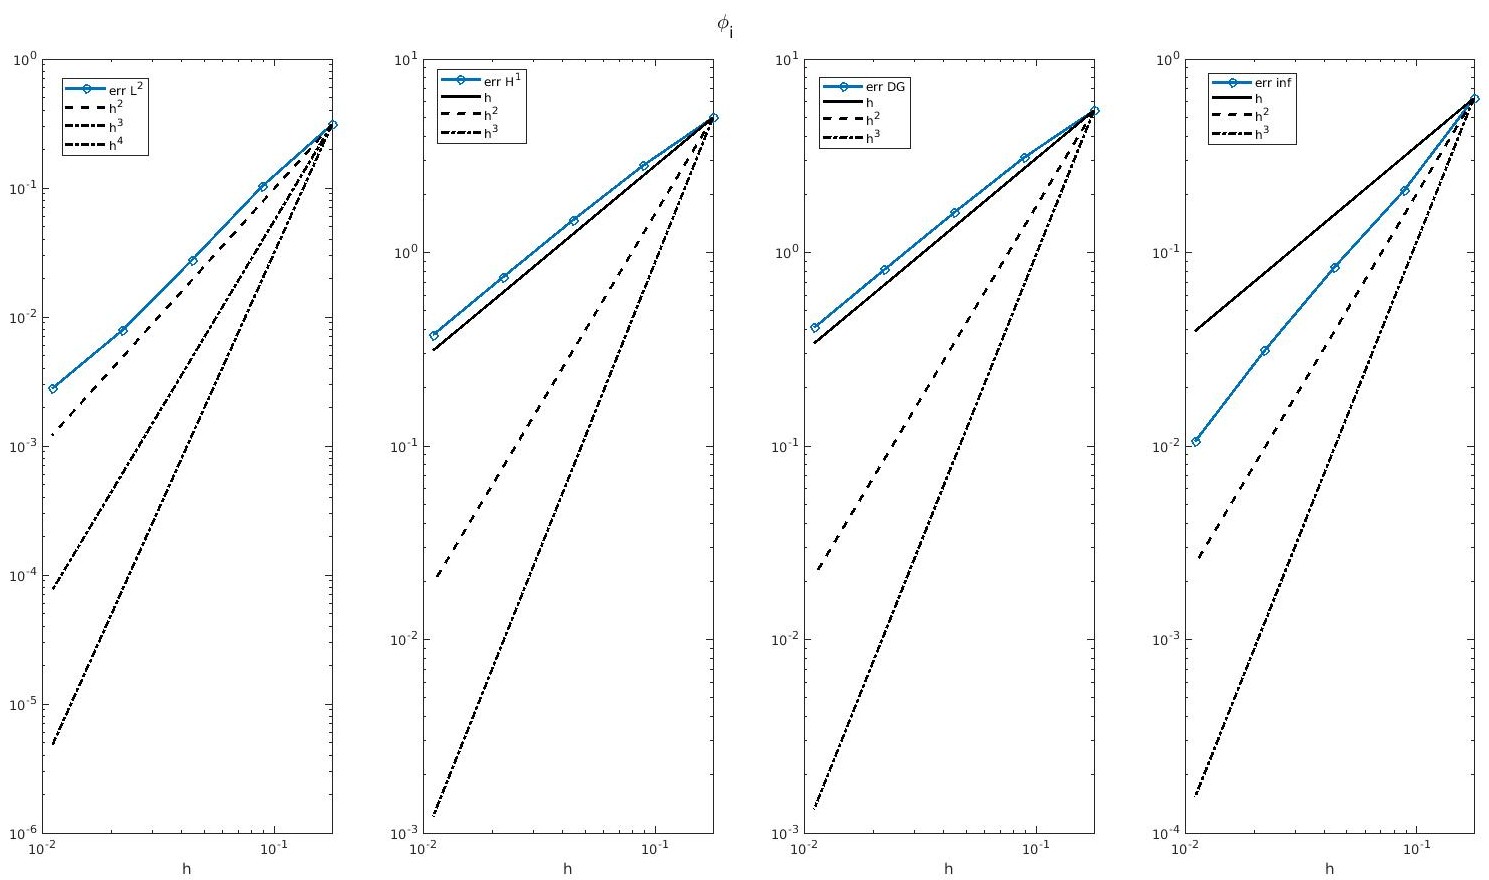 ϕᵢ
10⁰
10⁻¹
10⁻²
10⁻³
10⁻⁴
10⁻⁵
10⁻⁶
10⁻²
10⁻¹
h
err L²
h²
h³
h⁴
10¹
10⁰
10⁻¹
10⁻²
10⁻³
10⁻²
10⁻¹
h
err H¹
h
h²
h³
10¹
10⁰
10⁻¹
10⁻²
10⁻³
10⁻²
10⁻¹
h
err DG
h
h²
h³
10⁰
10⁻¹
10⁻²
10⁻³
10⁻⁴
10⁻²
10⁻¹
h
err inf
h
h²
h³